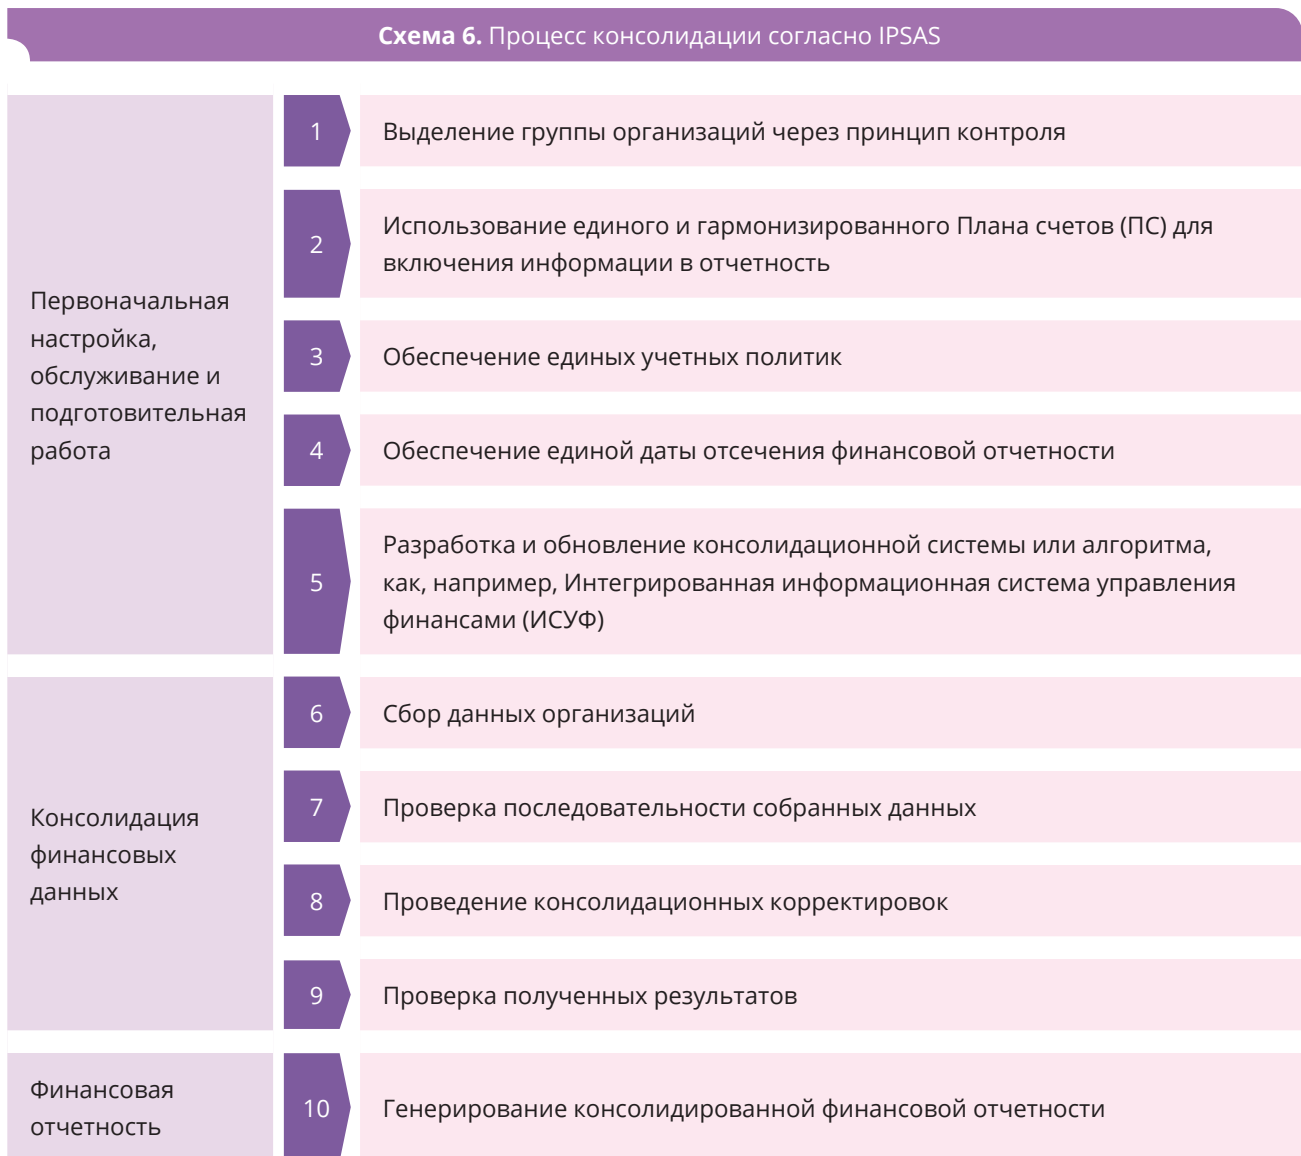 Схема 6. Процесс консолидации согласно IPSAS
Первоначальная
настройка,
обслуживание и
подготовительная
работа
1
Выделение группы организаций через принцип контроля
2
Использование единого и гармонизированного Плана счетов (ПС) для
включения информации в отчетность
3
Обеспечение единых учетных политик
4
Обеспечение единой даты отсечения финансовой отчетности
5
Разработка и обновление консолидационной системы или алгоритма,
как, например, Интегрированная информационная система управления
финансами (ИСУФ)
Консолидация
финансовых
данных
6
Сбор данных организаций
7
Проверка последовательности собранных данных
8
Проведение консолидационных корректировок
9
Проверка полученных результатов
Финансовая
отчетность
10
Генерирование консолидированной финансовой отчетности